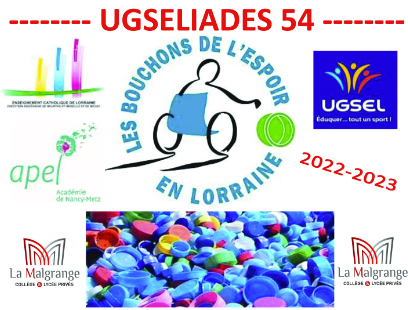 -------- UGSELIADES 54 --------
LES BOUCHONS DE L'ESPOIR
EN LORRAINE
ENSEIGNEMENT CATHOLIQUE DE LORRAINE
UGSEL
Éduquer... tout un sport !
apel
Académie
de Nancy-Metz
2022-2023
La Malgrange
COLLÈGE & LYCÉE PRIVÉS
La Malgrange
COLLÈGE & LYCÉE PRIVÉS